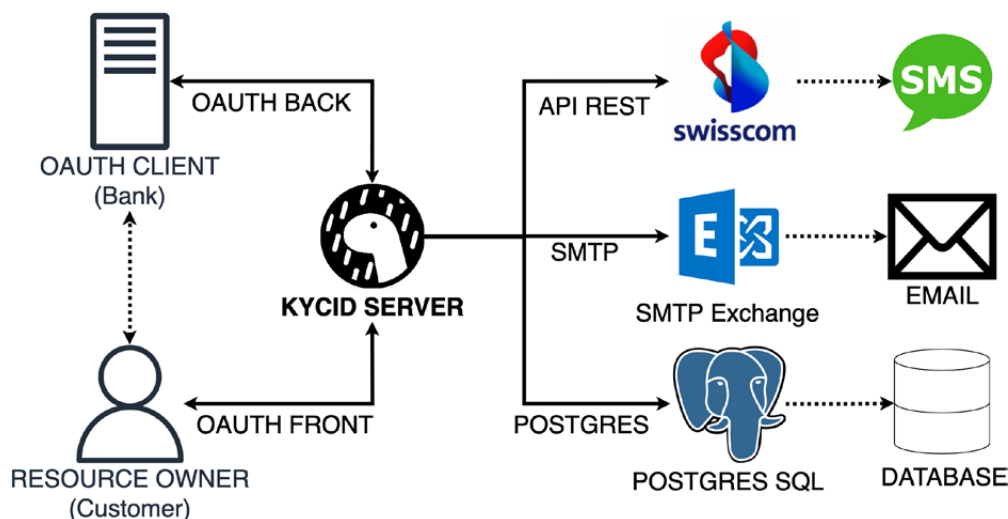 OAUTH BACK
OAUTH CLIENT
(Bank)
KYCID SERVER
OAUTH FRONT
RESOURCE OWNER
(Customer)
API REST
swisscom
SMS
SMTP
E
SMTP Exchange
EMAIL
POSTGRES
POSTGRES SQL
DATABASE